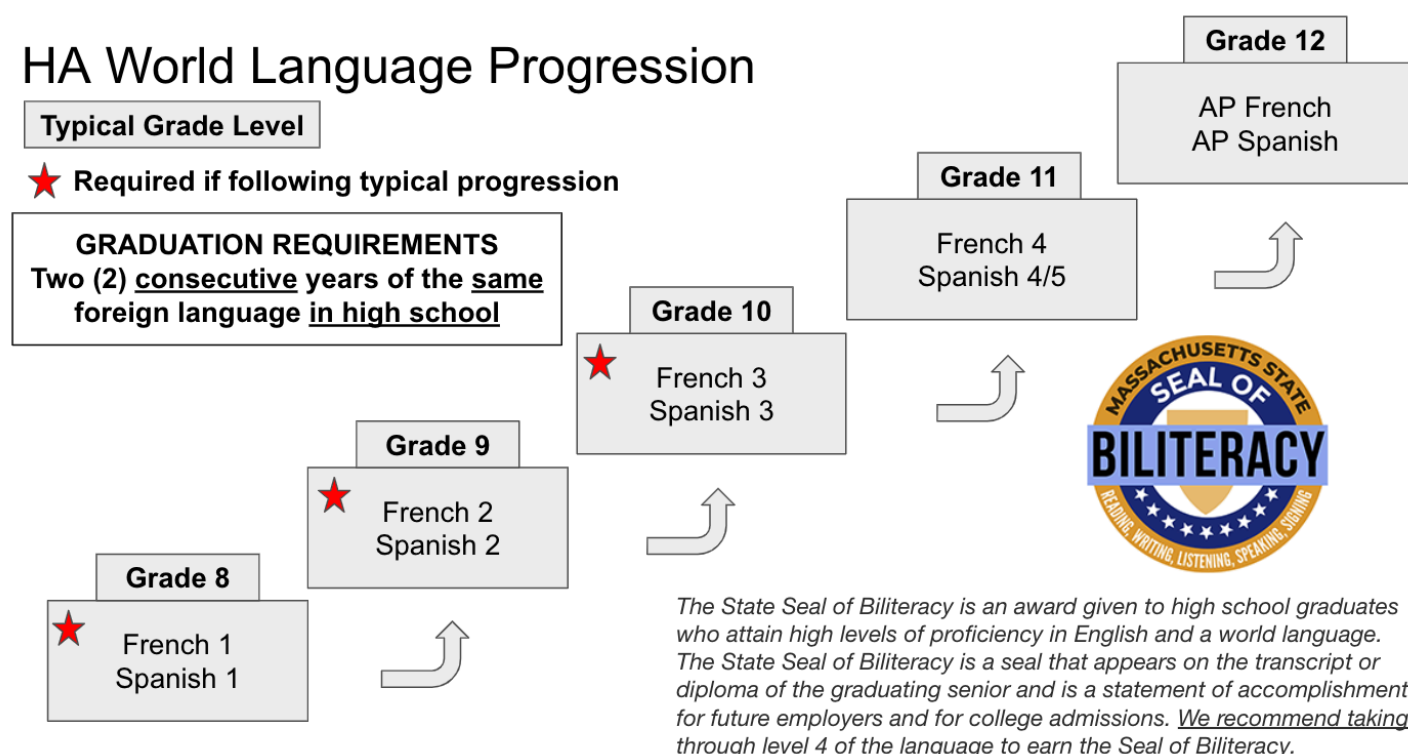 HA World Language Progression
Typical Grade Level
Required if following typical progression
GRADUATION REQUIREMENTS
Two (2) consecutive years of the same
foreign language in high school
Grade 8
French 1
Spanish 1
Grade 9
French 2
Spanish 2
Grade 10
French 3
Spanish 3
Grade 11
French 4
Spanish 4/5
Grade 12
AP French
AP Spanish
MASSACHUSETTS STATE
SEAL OF
BILITERACY
READING, WRITING, LISTENING, SPEAKING, SIGNING
The State Seal of Biliteracy is an award given to high school graduates
who attain high levels of proficiency in English and a world language.
The State Seal of Biliteracy is a seal that appears on the transcript or
diploma of the graduating senior and is a statement of accomplishment
for future employers and for college admissions. We recommend taking
through level 4 of the language to earn the Seal of Biliteracy.